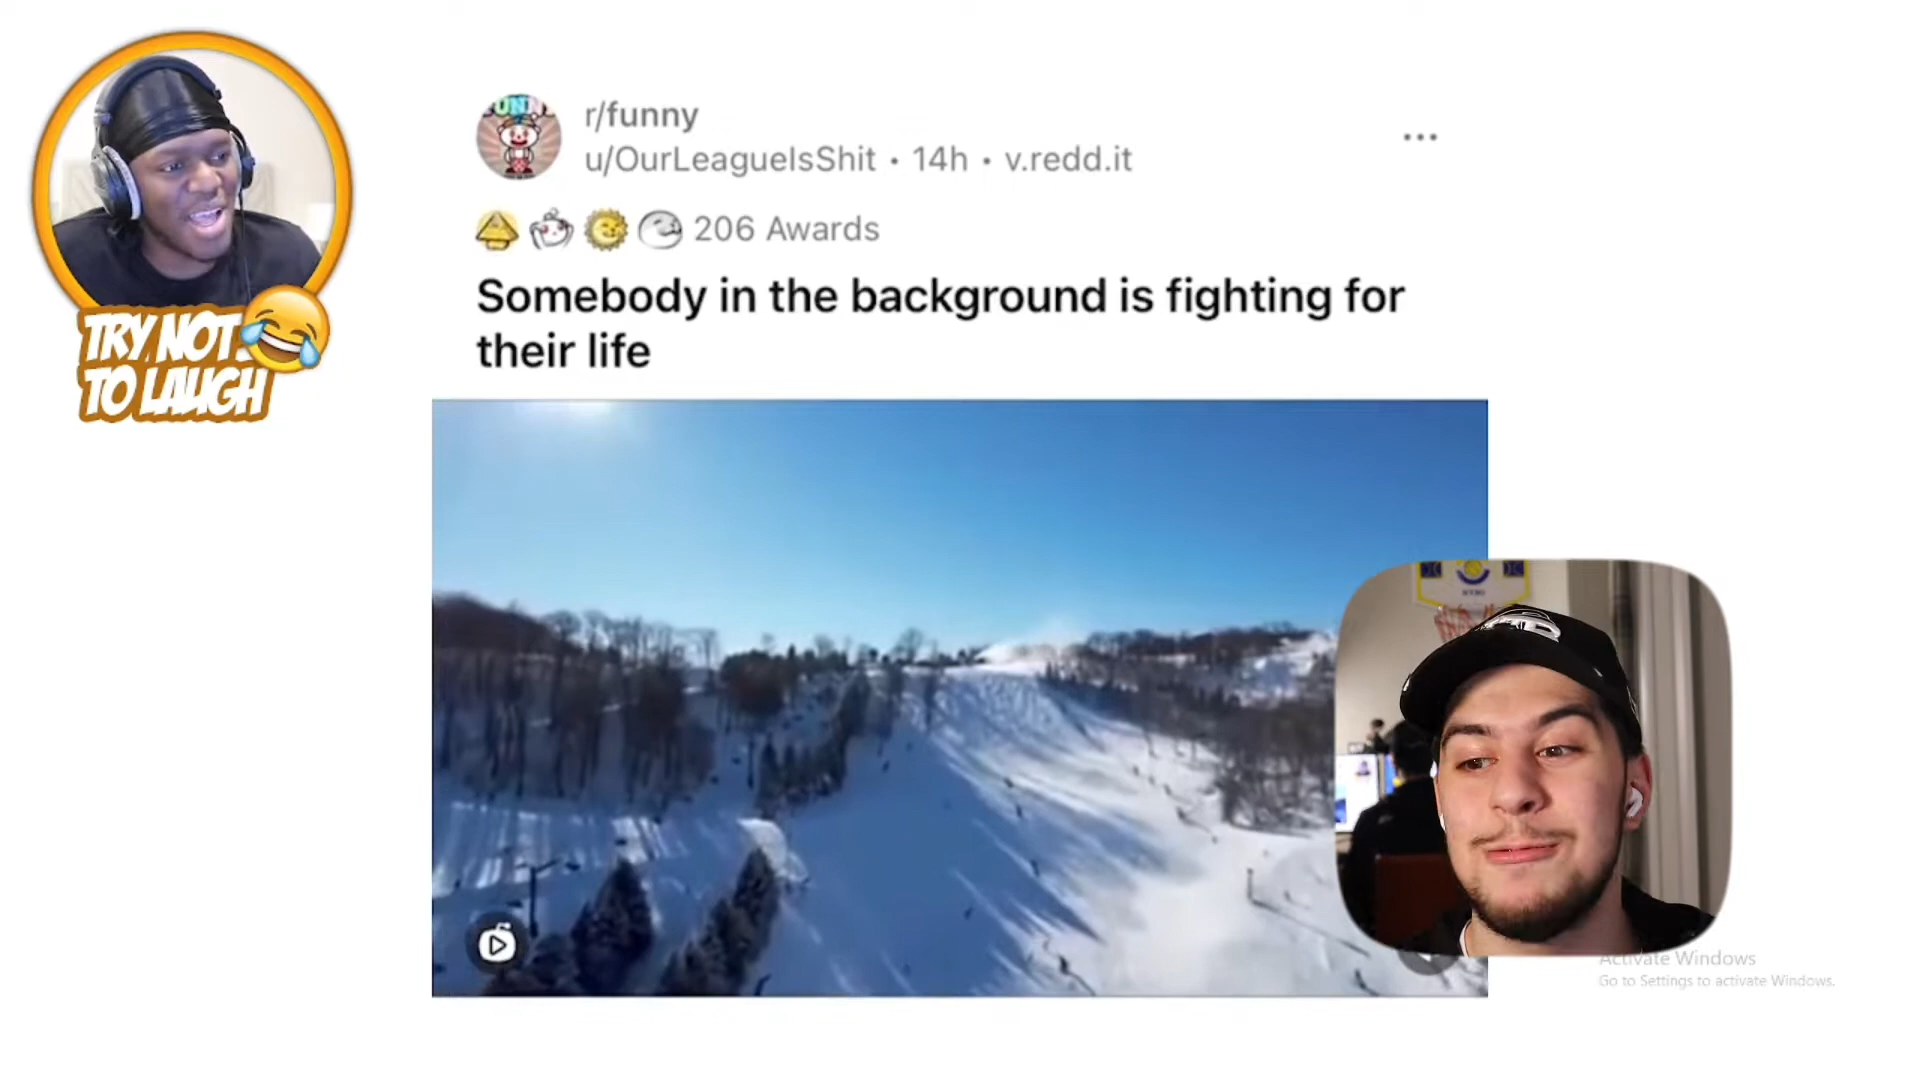 r/funny
u/OurLeagueIsShit • 14h • v.redd.it
206 Awards
Somebody in the background is fighting for
their life
TRY NOT
TO LAUGH
Activate Windows
Go to Settings to activate Windows.